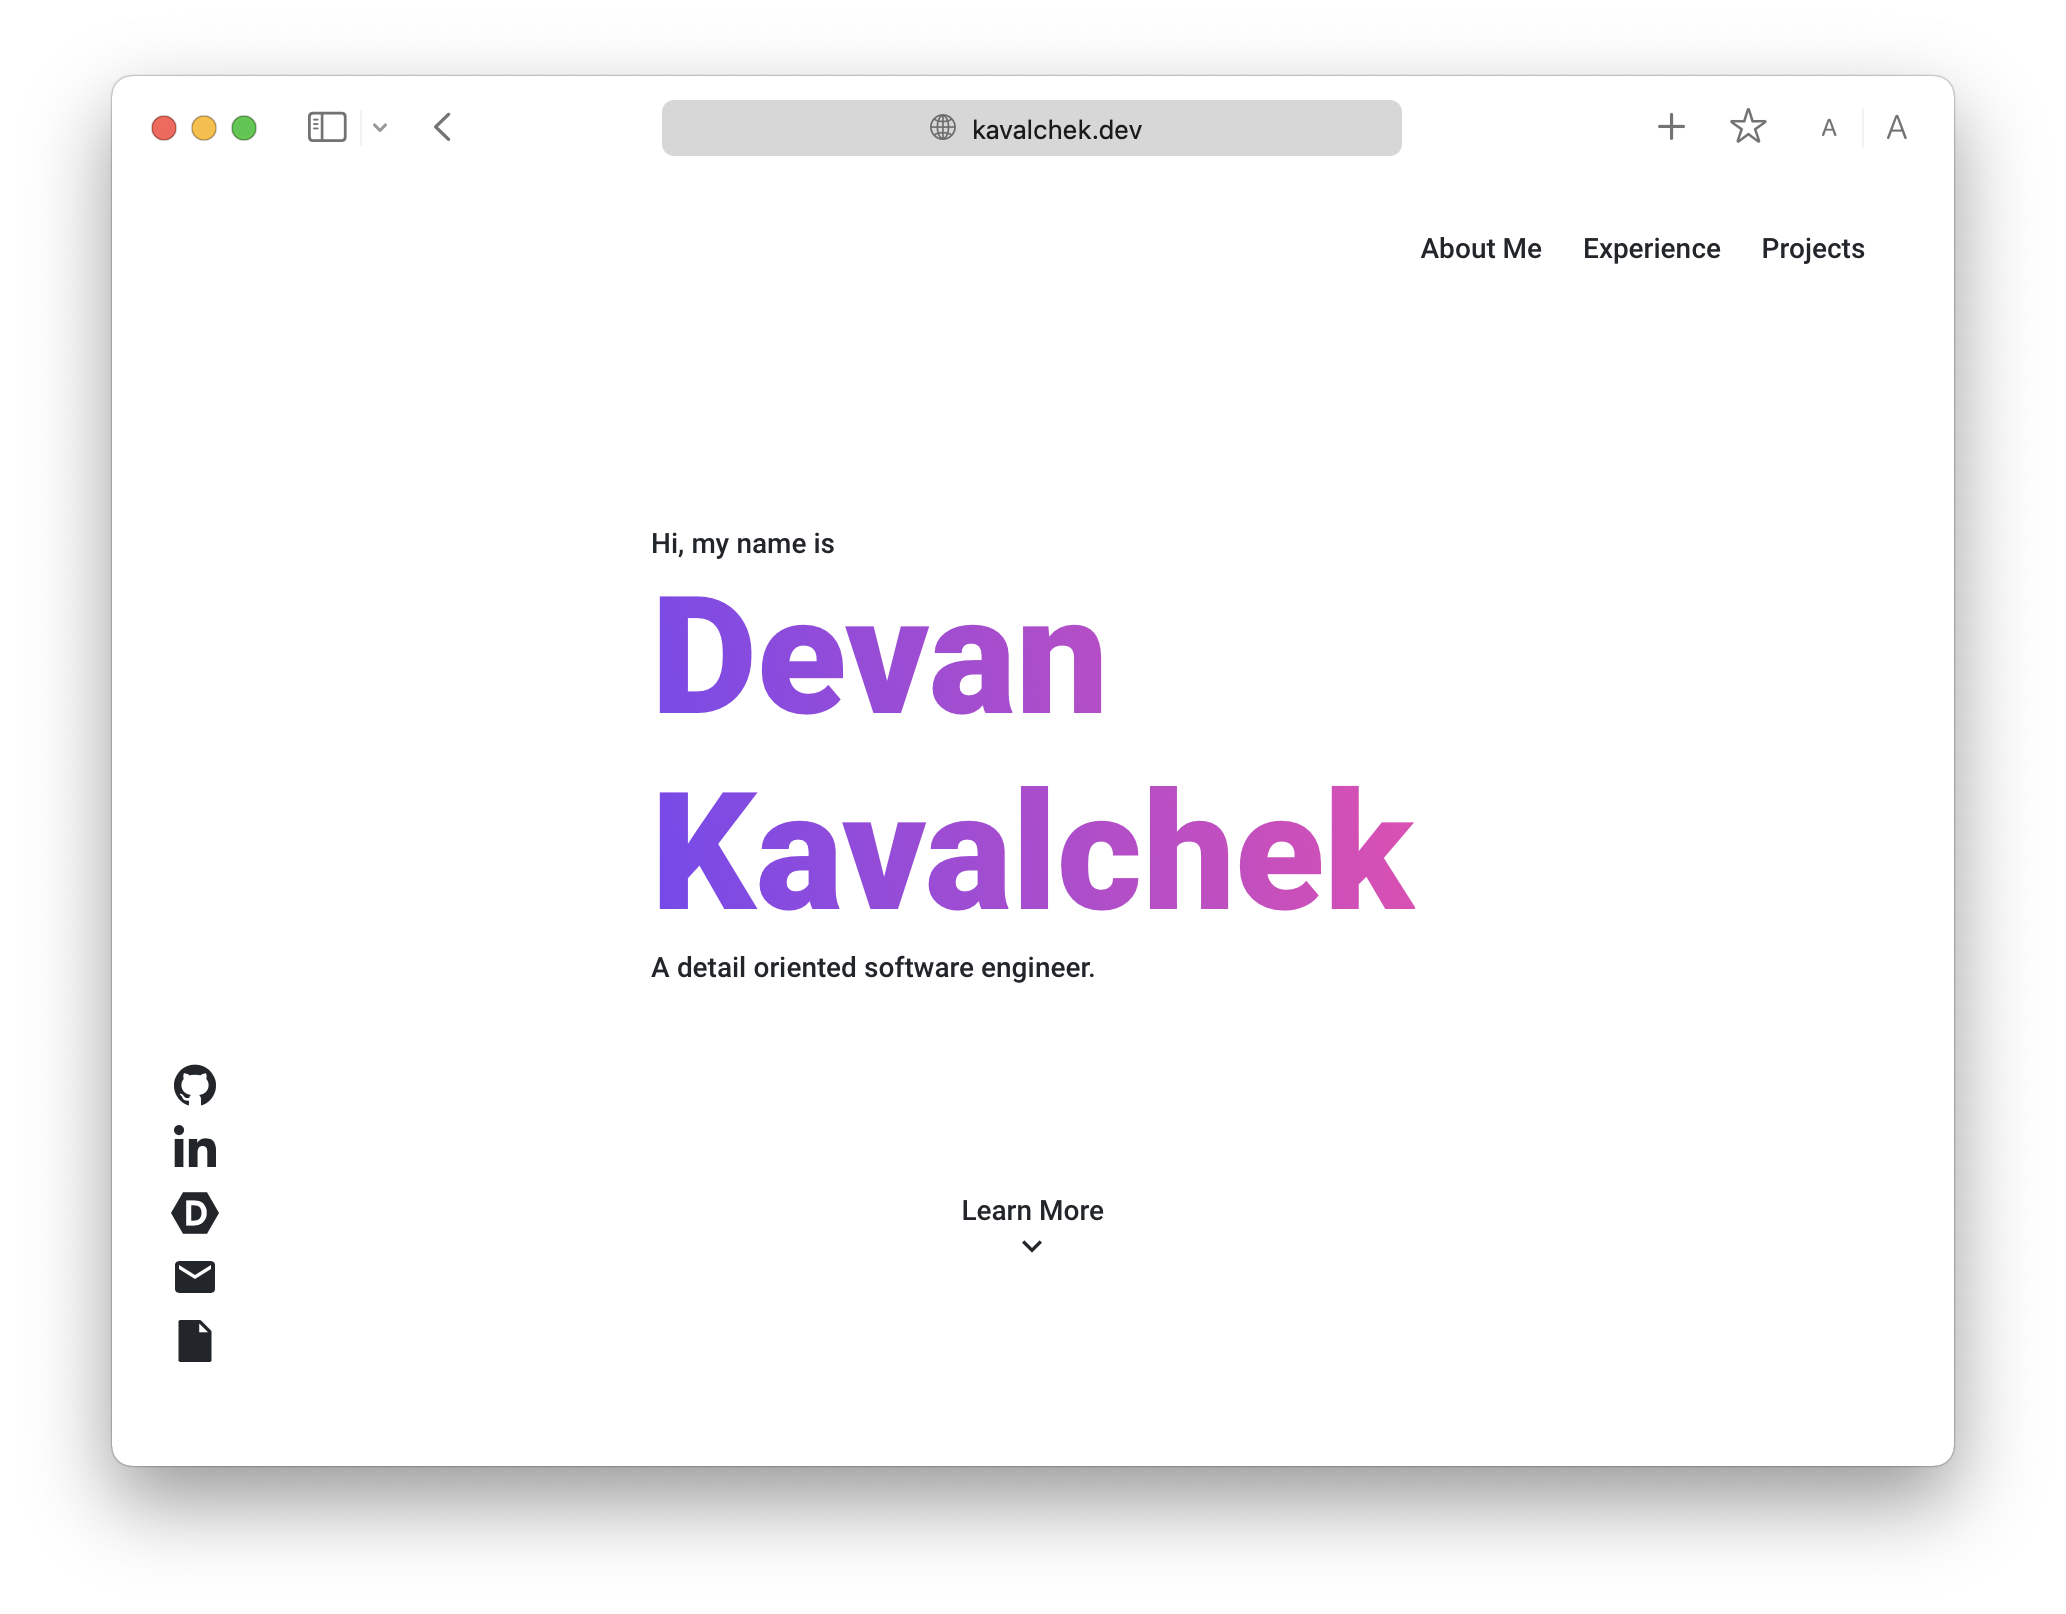 kavalchek.dev
A A
About Me Experience Projects
Hi, my name is
Devan
Kavalchek
A detail oriented software engineer.
in
D
Learn More